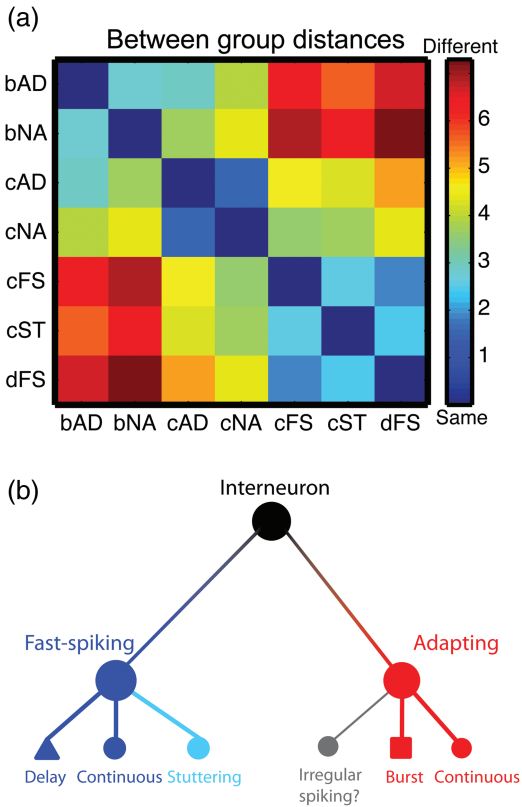 (a)
Between group distances
Different
bAD
bNA
cAD
cNA
cFS
cST
dFS
6
5
4
3
2
1
Same
bAD bNA cAD cNA cFS cST dFS
(b)
Interneuron
Fast-spiking
Adapting
Delay Continuous Stuttering
Irregular
spiking?
Burst Continuous